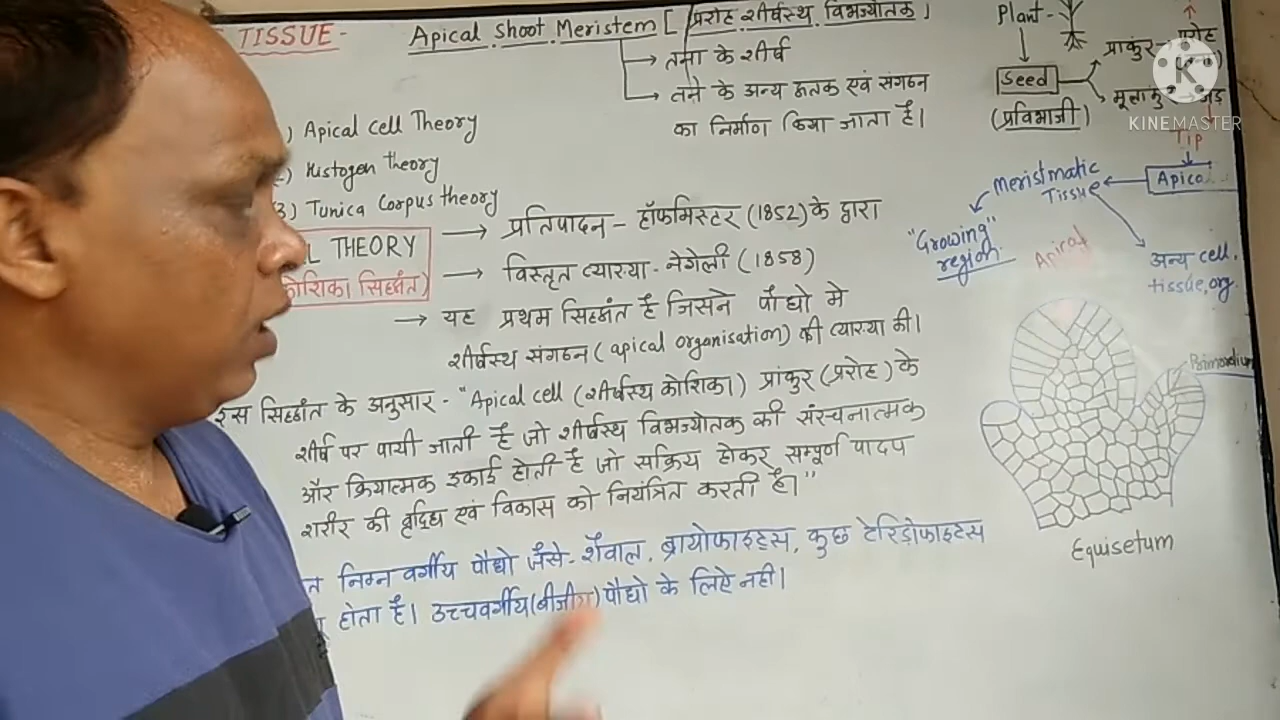 TISSUE-
Apical Shoot Meristem [ प्ररोह शीर्षस्थ विभज्योतक ]
→ तना के शीर्ष
→ तने के अन्य ऊतक एवं संगठन
का निर्माण किया जाता है।
Plant-
Seed
(प्रविभाजी)
प्रांकुर-
KINEMASTER
Tip
Meristmatic
Tissue
"Growing"
region
अन्य cell.
tissue, org.
) Apical Cell Theory
) Histogen theory
3) Tunica Corpus theory
L THEORY
कोशिका सिद्धांत)
→ प्रतिपादन - हॉफमिस्टर (1852) के द्वारा
→ विस्तृत व्याख्या - नेगेली (1858)
→ यह प्रथम सिद्धांत है जिसने पौधो मे
शीर्षस्थ संगठन (apical organisation) की व्याख्या की।
इस सिद्धांत के अनुसार - "Apical cell (शीर्षस्थ कोशिका) प्रांकुर (प्ररोह) के
शीर्ष पर पायी जाती है जो शीर्षस्थ विभज्योतक की संरचनात्मक
और क्रियात्मक इकाई होती है जो सक्रिय होकर सम्पूर्ण पादप
शरीर की वृद्धि एवं विकास को नियंत्रित करती है।"
निम्न वर्गीय पौधो जैसे - शैवाल, ब्रायोफाइट्स, कुछ टेरिडोफाइटस
होता है। उच्चवर्गीय (बीजीय) पौधो के लिऐ नही।
Primordium
Equisetum